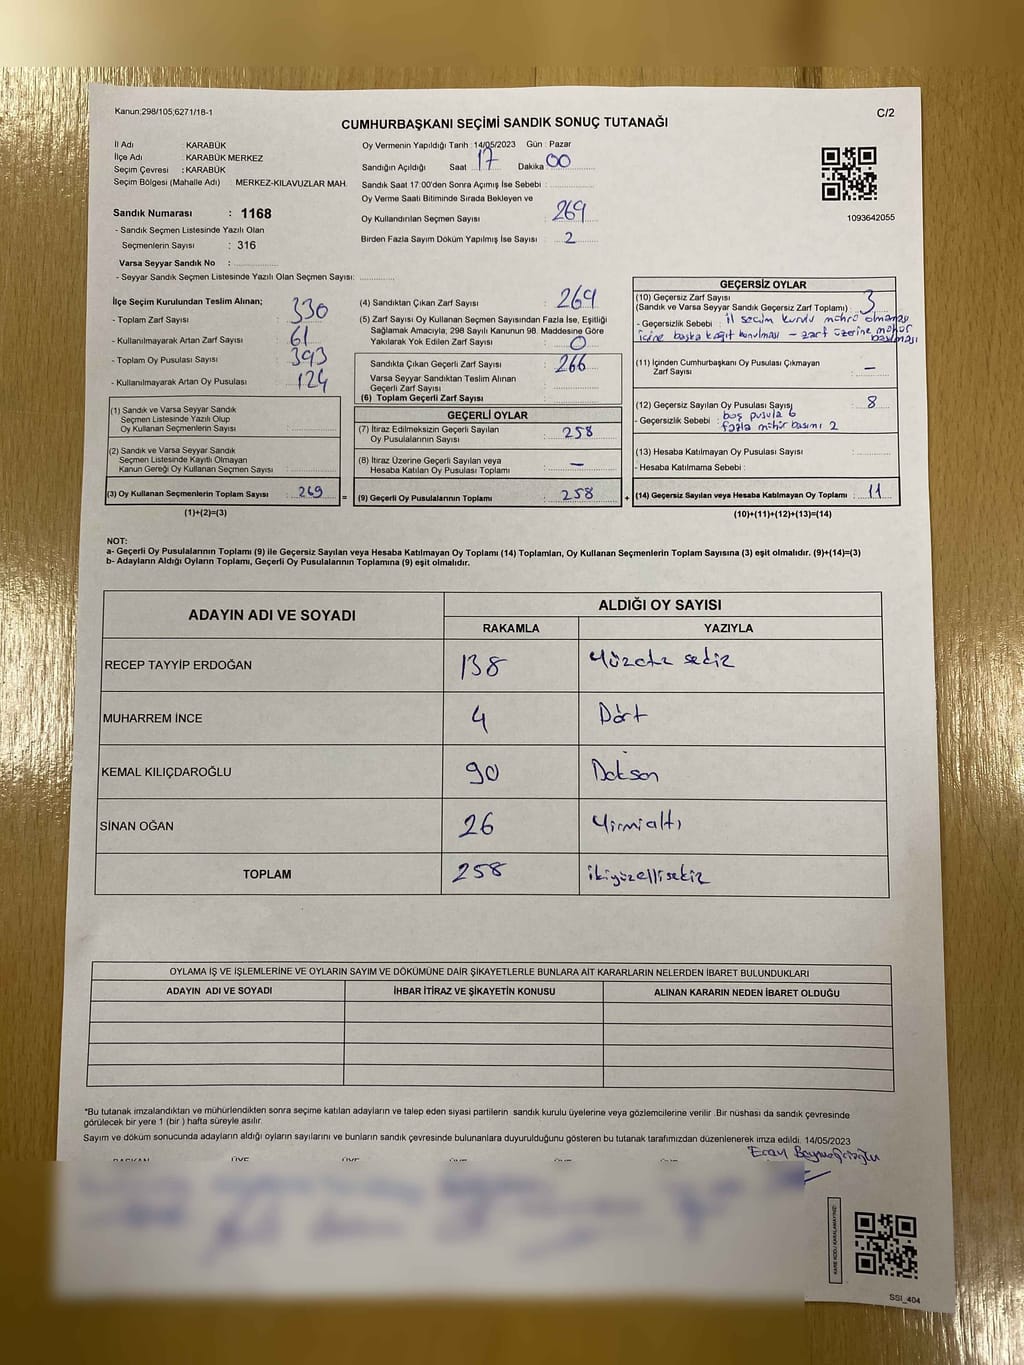 Kanun:298/105;6271/18-1
C/2
CUMHURBAŞKANI SEÇİMİ SANDIK SONUÇ TUTANAĞI
İl Adı : KARABÜK
İlçe Adı : KARABÜK MERKEZ
Seçim Çevresi : KARABÜK
Seçim Bölgesi (Mahalle Adı) : MERKEZ-KILAVUZLAR MAH.
Sandık Numarası : 1168
- Sandık Seçmen Listesinde Yazılı Olan
Seçmenlerin Sayısı : 316
Varsa Seyyar Sandık No :
- Seyyar Sandık Seçmen Listesinde Yazılı Olan Seçmen Sayısı:
Oy Vermenin Yapıldığı Tarih : 14/05/2023 Gün : Pazar
Sandığın Açıldığı Saat : 17 Dakika : 00
Sandık Saat 17:00'den Sonra Açımış İse Sebebi :
Oy Verme Saati Bitiminde Sırada Bekleyen ve
Oy Kullandırılan Seçmen Sayısı : 269
Birden Fazla Sayım Döküm Yapılmış İse Sayısı : 2
1093642055
İlçe Seçim Kurulundan Teslim Alınan;
- Toplam Zarf Sayısı : 330
- Kullanılmayarak Artan Zarf Sayısı : 61
- Toplam Oy Pusulası Sayısı : 393
- Kullanılmayarak Artan Oy Pusulası : 124
(1) Sandık ve Varsa Seyyar Sandık
Seçmen Listesinde Yazılı Olup
Oy Kullanan Seçmenlerin Sayısı :
(2) Sandık ve Varsa Seyyar Sandık
Seçmen Listesinde Kayıtlı Olmayan
Kanun Gereği Oy Kullanan Seçmen Sayısı :
(3) Oy Kullanan Seçmenlerin Toplam Sayısı : 269 =
(1)+(2)=(3)
(4) Sandıktan Çıkan Zarf Sayısı : 269
(5) Zarf Sayısı Oy Kullanan Seçmen Sayısından Fazla İse, Eşitliği
Sağlamak Amacıyla, 298 Sayılı Kanunun 98. Maddesine Göre
Yakılarak Yok Edilen Zarf Sayısı : 0
Sandıkta Çıkan Geçerli Zarf Sayısı : 266
Varsa Seyyar Sandıktan Teslim Alınan
Geçerli Zarf Sayısı :
(6) Toplam Geçerli Zarf Sayısı :
GEÇERLİ OYLAR
(7) İtiraz Edilmeksizin Geçerli Sayılan
Oy Pusulalarının Sayısı : 258
(8) İtiraz Üzerine Geçerli Sayılan veya
Hesaba Katılan Oy Pusulası Toplamı : –
(9) Geçerli Oy Pusulalarının Toplamı : 258 +
GEÇERSİZ OYLAR
(10) Geçersiz Zarf Sayısı
(Sandık ve Varsa Seyyar Sandık Geçersiz Zarf Toplamı) : 3
- Geçersizlik Sebebi : il seçim kurulu mührü olmaması
içine başka kağıt konulması – zarf üzerine mühür
basılması
(11) İçinden Cumhurbaşkanı Oy Pusulası Çıkmayan
Zarf Sayısı : –
(12) Geçersiz Sayılan Oy Pusulası Sayısı : 8
- Geçersizlik Sebebi : boş pusula 6
fazla mühür basımı 2
(13) Hesaba Katılmayan Oy Pusulası Sayısı :
- Hesaba Katılmama Sebebi :
(14) Geçersiz Sayılan veya Hesaba Katılmayan Oy Toplamı : 11
(10)+(11)+(12)+(13)=(14)
NOT:
a- Geçerli Oy Pusulalarının Toplamı (9) ile Geçersiz Sayılan veya Hesaba Katılmayan Oy Toplamı (14) Toplamları, Oy Kullanan Seçmenlerin Toplam Sayısına (3) eşit olmalıdır. (9)+(14)=(3)
b- Adayların Aldığı Oyların Toplamı, Geçerli Oy Pusulalarının Toplamına (9) eşit olmalıdır.
ADAYIN ADI VE SOYADI ALDIĞI OY SAYISI
RAKAMLA YAZIYLA
RECEP TAYYİP ERDOĞAN 138 Yüzotuz sekiz
MUHARREM İNCE 4 Dört
KEMAL KILIÇDAROĞLU 90 Doksan
SİNAN OĞAN 26 Yirmialtı
TOPLAM 258 ikiyüzellisekiz
OYLAMA İŞ VE İŞLEMLERİNE VE OYLARIN SAYIM VE DÖKÜMÜNE DAİR ŞİKAYETLERLE BUNLARA AİT KARARLARIN NELERDEN İBARET BULUNDUKLARI
ADAYIN ADI VE SOYADI İHBAR İTİRAZ VE ŞİKAYETİN KONUSU ALINAN KARARIN NEDEN İBARET OLDUĞU
*Bu tutanak imzalandıktan ve mühürlendikten sonra seçime katılan adayların ve talep eden siyasi partilerin sandık kurulu üyelerine veya gözlemcilerine verilir .Bir nüshası da sandık çevresinde
görülecek bir yere 1 (bir ) hafta süreyle asılır.
Sayım ve döküm sonucunda adayların aldığı oyların sayılarını ve bunların sandık çevresinde bulunanlara duyurulduğunu gösteren bu tutanak tarafımızdan düzenlenerek imza edildi. 14/05/2023
BAŞKAN ÜYE ÜYE ÜYE ÜYE ÜYE
KARE KODU KARALAMAYINIZ!
SSI_404